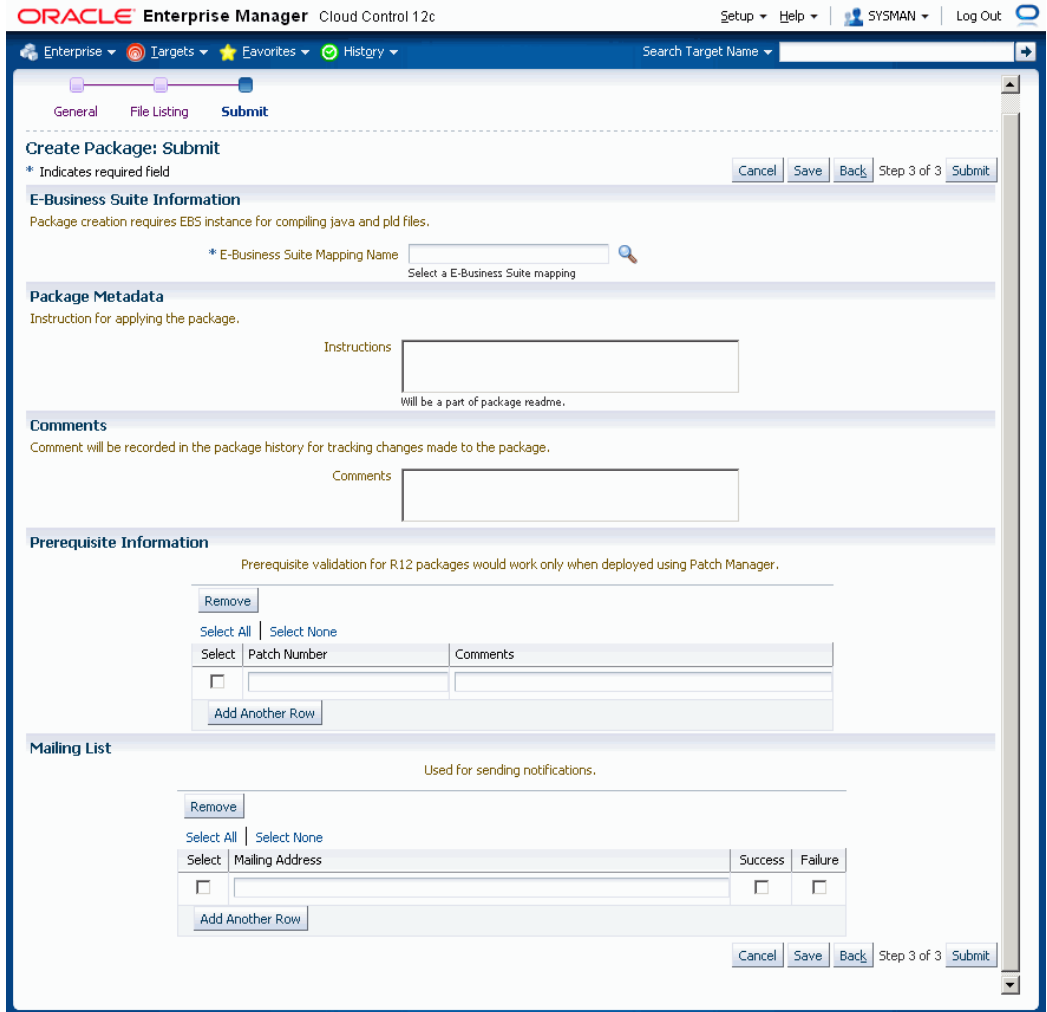 ORACLE Enterprise Manager Cloud Control 12c Setup Help SYSMAN Log Out
Enterprise Targets Favorites History Search Target Name
General File Listing Submit
Create Package: Submit
* Indicates required field Cancel Save Back Step 3 of 3 Submit
E-Business Suite Information
Package creation requires EBS instance for compiling java and pld files.
* E-Business Suite Mapping Name
Select a E-Business Suite mapping
Package Metadata
Instruction for applying the package.
Instructions
Will be a part of package readme.
Comments
Comment will be recorded in the package history for tracking changes made to the package.
Comments
Prerequisite Information
Prerequisite validation for R12 packages would work only when deployed using Patch Manager.
Remove
Select All | Select None
Select Patch Number Comments
Add Another Row
Mailing List
Used for sending notifications.
Remove
Select All | Select None
Select Mailing Address Success Failure
Add Another Row
Cancel Save Back Step 3 of 3 Submit